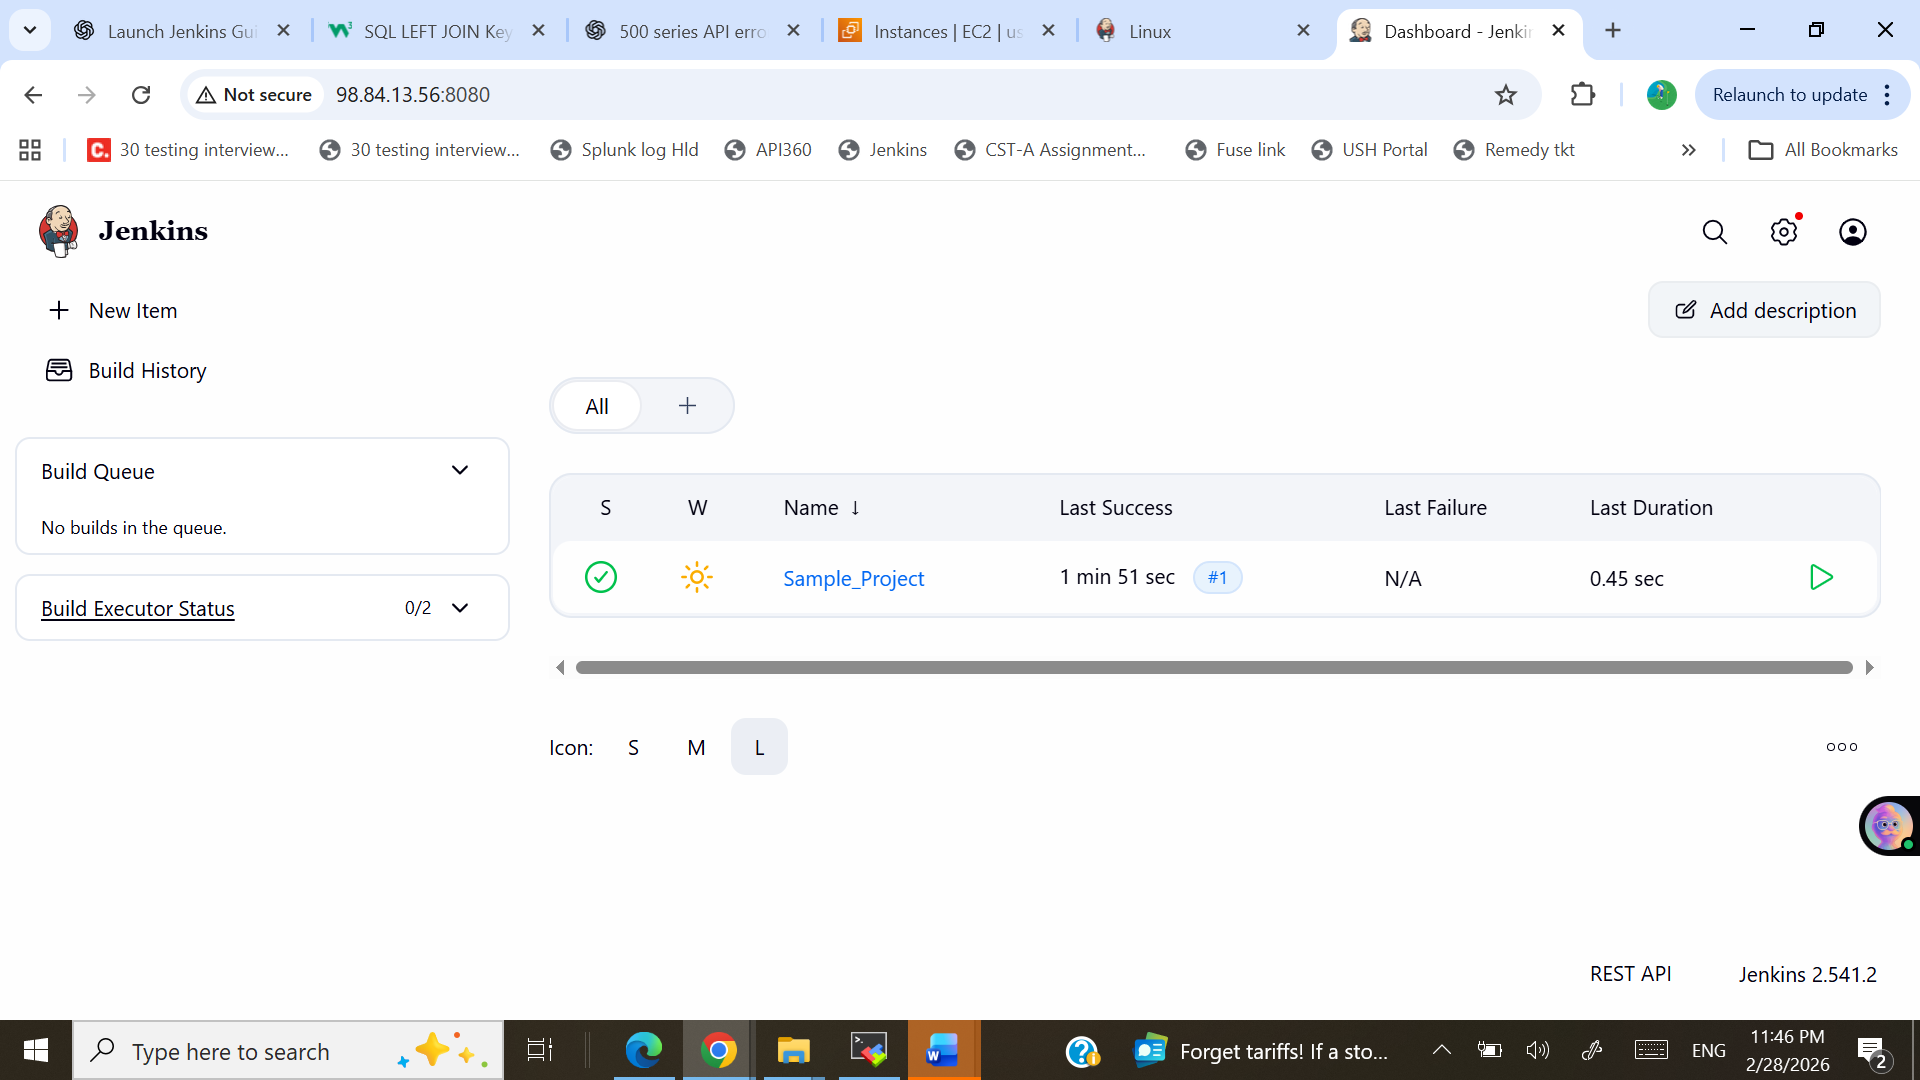 Launch Jenkins Gui
SQL LEFT JOIN Key
500 series API erro
Instances | EC2 | us
Linux
Dashboard - Jenkin
Not secure
98.84.13.56:8080
Relaunch to update
30 testing interview...
30 testing interview...
Splunk log Hld
API360
Jenkins
CST-A Assignment...
Fuse link
USH Portal
Remedy tkt
All Bookmarks
Jenkins
New Item
Add description
Build History
All
Build Queue
No builds in the queue.
Build Executor Status
0/2
S W Name ↓ Last Success Last Failure Last Duration
Sample_Project 1 min 51 sec #1 N/A 0.45 sec
Icon: S M L
REST API
Jenkins 2.541.2
Type here to search
Forget tariffs! If a sto...
ENG
11:46 PM
2/28/2026
2